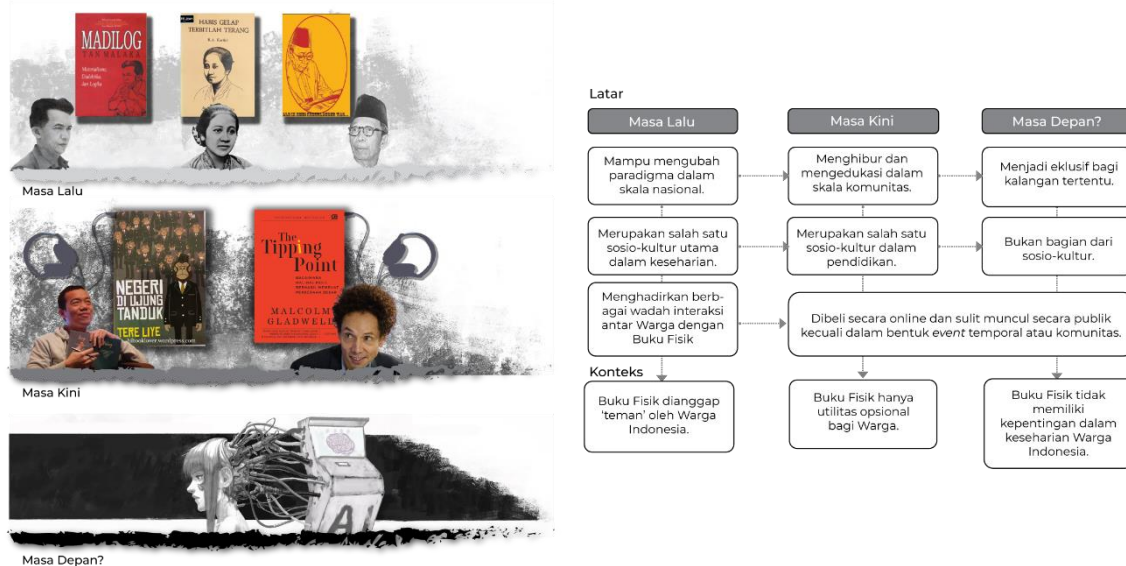 MADILOG
TAN MALAKA
Materialisme,
Dialektika
dan Logika
HABIS GELAP
TERBITLAH TERANG
R.A. Kartini
Masa Lalu
NEGERI
DI UJUNG
TANDUK
TERE LIYE
The
Tipping
Point
MALCOLM
GLADWELL
Masa Kini
AI
Masa Depan?
Latar
Masa Lalu
Masa Kini
Masa Depan?
Mampu mengubah
paradigma dalam
skala nasional.
Menghibur dan
mengedukasi dalam
skala komunitas.
Menjadi eklusif bagi
kalangan tertentu.
Merupakan salah satu
sosio-kultur utama
dalam keseharian.
Merupakan salah satu
sosio-kultur dalam
pendidikan.
Bukan bagian dari
sosio-kultur.
Menghadirkan berb-
agai wadah interaksi
antar Warga dengan
Buku Fisik
Dibeli secara online dan sulit muncul secara publik
kecuali dalam bentuk event temporal atau komunitas.
Konteks
Buku Fisik dianggap
'teman' oleh Warga
Indonesia.
Buku Fisik hanya
utilitas opsional
bagi Warga.
Buku Fisik tidak
memiliki
kepentingan dalam
keseharian Warga
Indonesia.